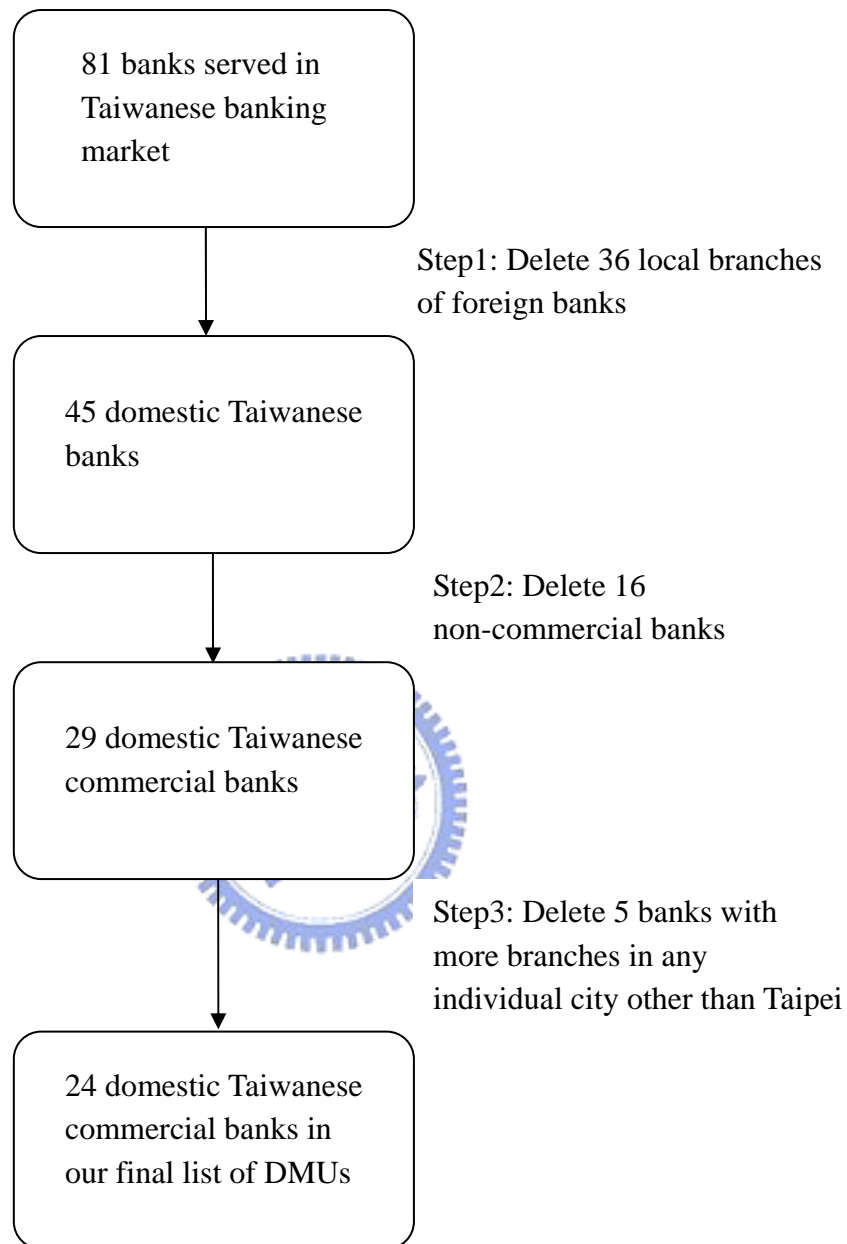 81 banks served in
Taiwanese banking
market
Step1: Delete 36 local branches
of foreign banks
45 domestic Taiwanese
banks
Step2: Delete 16
non-commercial banks
29 domestic Taiwanese
commercial banks
Step3: Delete 5 banks with
more branches in any
individual city other than Taipei
24 domestic Taiwanese
commercial banks in
our final list of DMUs